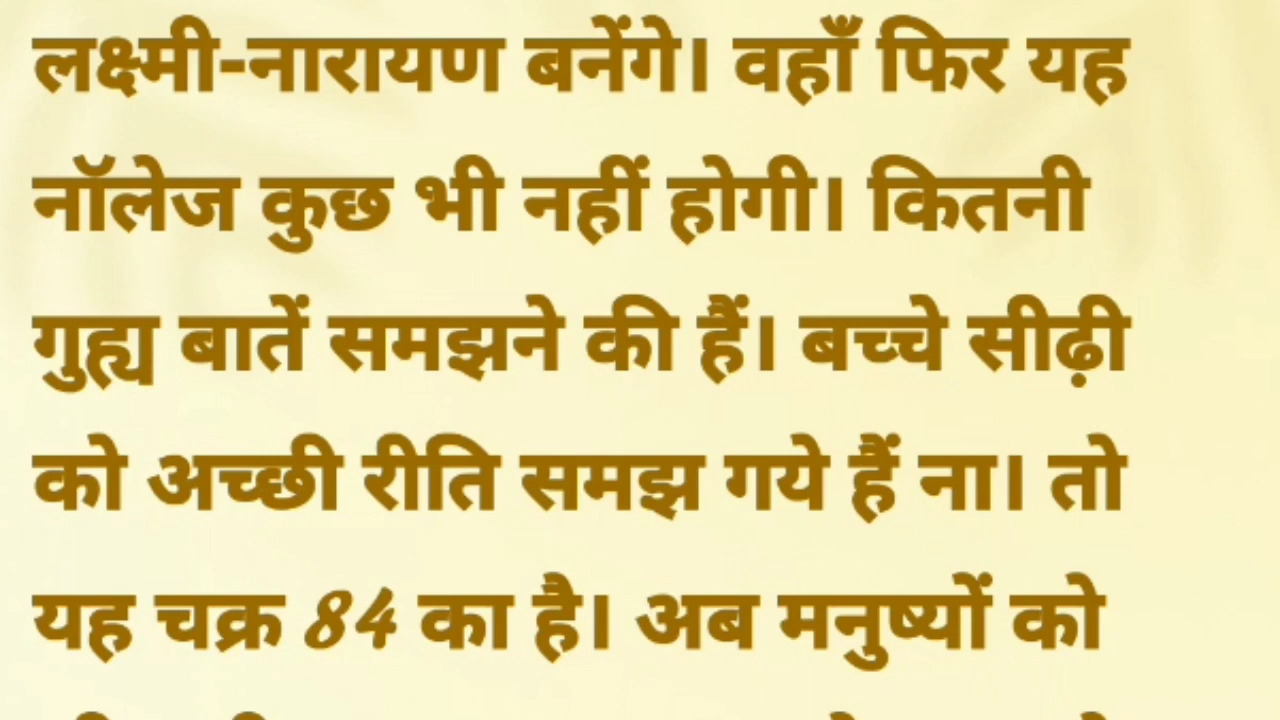 लक्ष्मी-नारायण बनेंगे। वहाँ फिर यह
नॉलेज कुछ भी नहीं होगी। कितनी
गुह्य बातें समझने की हैं। बच्चे सीढ़ी
को अच्छी रीति समझ गये हैं ना। तो
यह चक्र 84 का है। अब मनुष्यों को